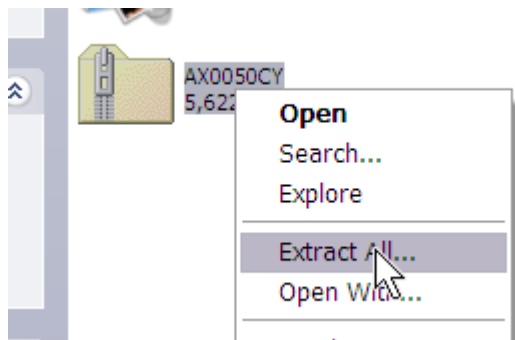 AX0050CY
5,622
Open
Search...
Explore
Extract All...
Open With...